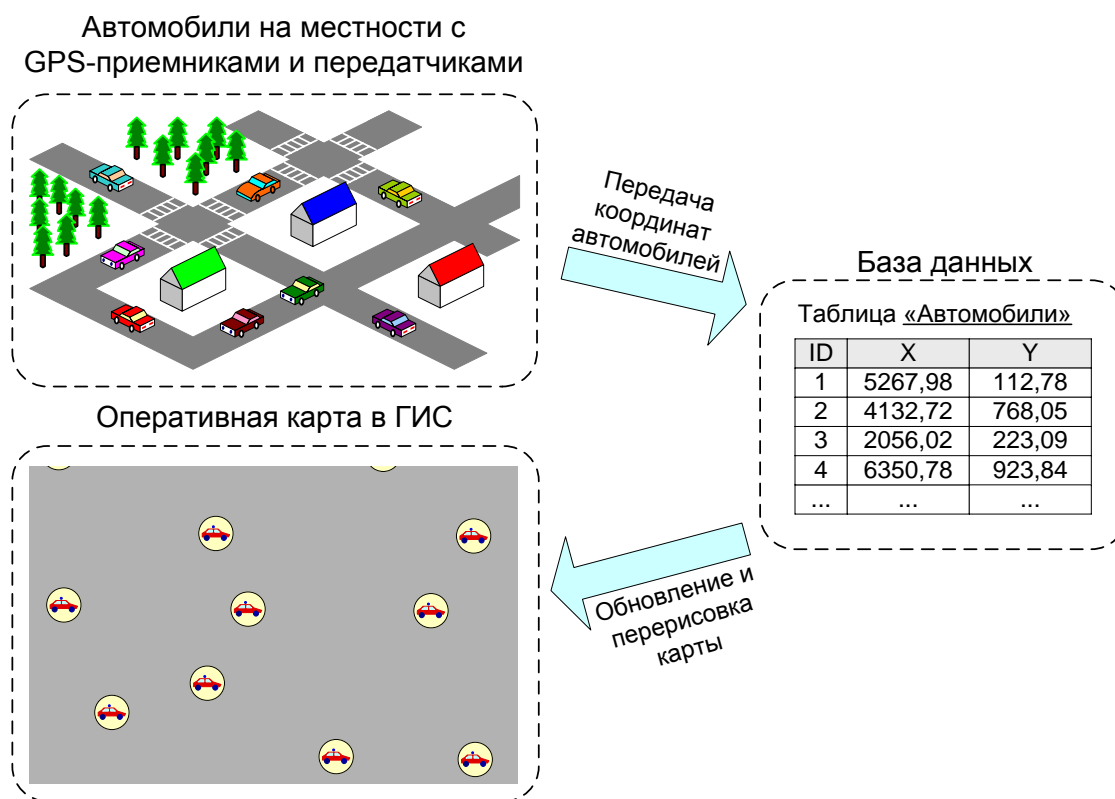 Автомобили на местности с
GPS-приемниками и передатчиками
Передача
координат
автомобилей
База данных
Таблица «Автомобили»
ID X Y
1 5267,98 112,78
2 4132,72 768,05
3 2056,02 223,09
4 6350,78 923,84
... ... ...
Оперативная карта в ГИС
Обновление и
перерисовка
карты